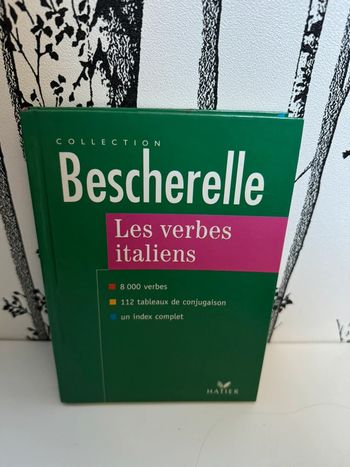 COLLECTION
Bescherelle
Les verbes
italiens
8 000 verbes
112 tableaux de conjugaison
un index complet
HATIER